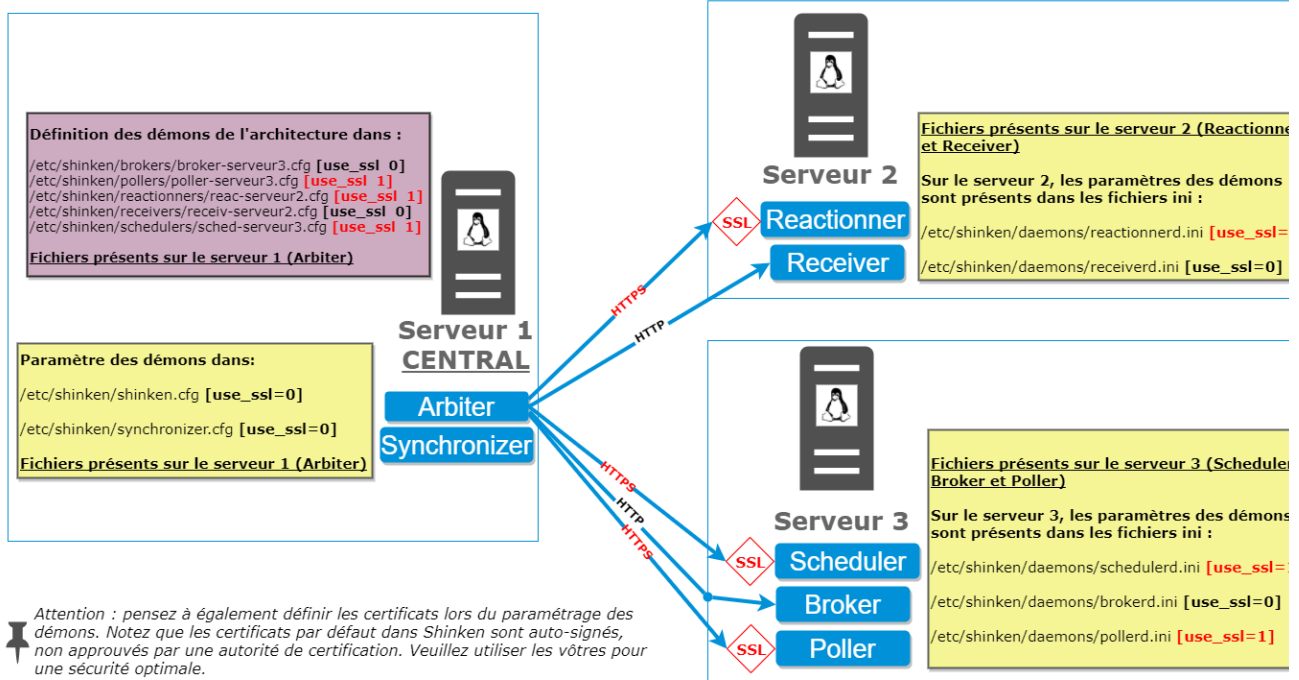 Définition des démons de l'architecture dans :
/etc/shinken/brokers/broker-serveur3.cfg [use_ssl 0]
/etc/shinken/pollers/poller-serveur3.cfg [use_ssl 1]
/etc/shinken/reactionners/reac-serveur2.cfg [use_ssl 1]
/etc/shinken/receivers/receiv-serveur2.cfg [use_ssl 0]
/etc/shinken/schedulers/sched-serveur3.cfg [use_ssl 1]
Fichiers présents sur le serveur 1 (Arbiter)
Serveur 1
CENTRAL
Paramètre des démons dans:
/etc/shinken/shinken.cfg [use_ssl=0]
/etc/shinken/synchronizer.cfg [use_ssl=0]
Fichiers présents sur le serveur 1 (Arbiter)
Arbiter
Synchronizer
HTTPS
HTTP
HTTPS
HTTP
HTTPS
Serveur 2
SSL
Reactionner
Receiver
Fichiers présents sur le serveur 2 (Reactionne
et Receiver)
Sur le serveur 2, les paramètres des démons
sont présents dans les fichiers ini :
/etc/shinken/daemons/reactionnerd.ini [use_ssl=
/etc/shinken/daemons/receiverd.ini [use_ssl=0]
Serveur 3
SSL
Scheduler
Broker
SSL
Poller
Fichiers présents sur le serveur 3 (Scheduler
Broker et Poller)
Sur le serveur 3, les paramètres des démons
sont présents dans les fichiers ini :
/etc/shinken/daemons/schedulerd.ini [use_ssl=
/etc/shinken/daemons/brokerd.ini [use_ssl=0]
/etc/shinken/daemons/pollerd.ini [use_ssl=1]
Attention : pensez à également définir les certificats lors du paramétrage des
démons. Notez que les certificats par défaut dans Shinken sont auto-signés,
non approuvés par une autorité de certification. Veuillez utiliser les vôtres pour
une sécurité optimale.